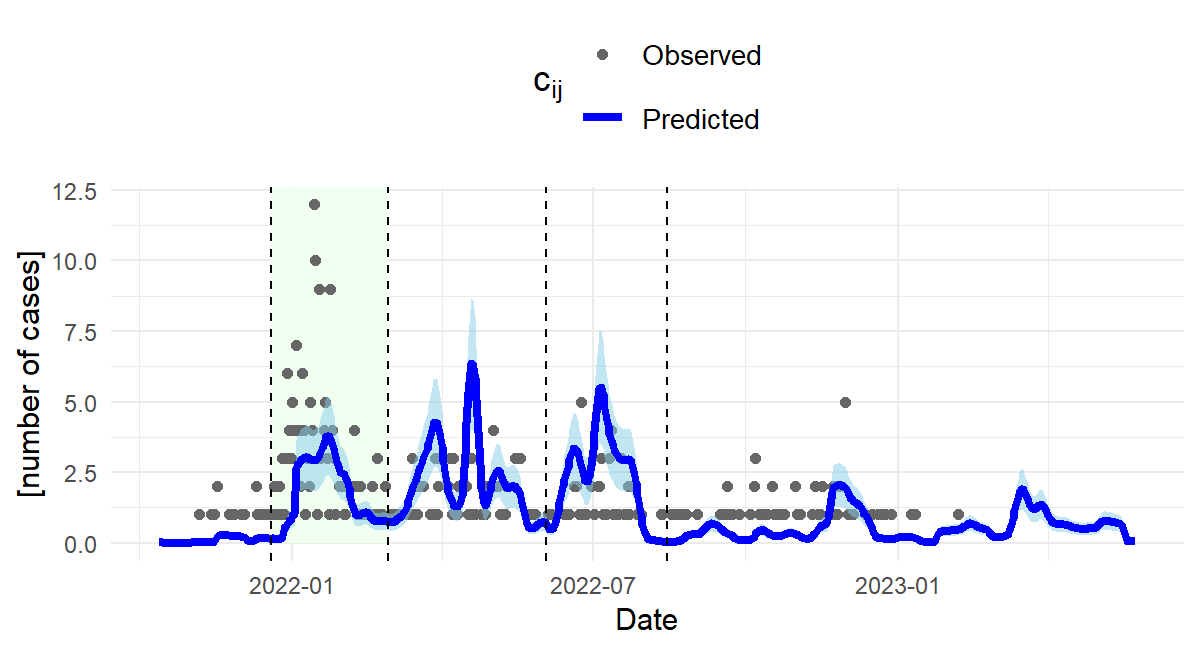 c_ij
Observed
Predicted
[number of cases]
12.5
10.0
7.5
5.0
2.5
0.0
2022-01
2022-07
2023-01
Date